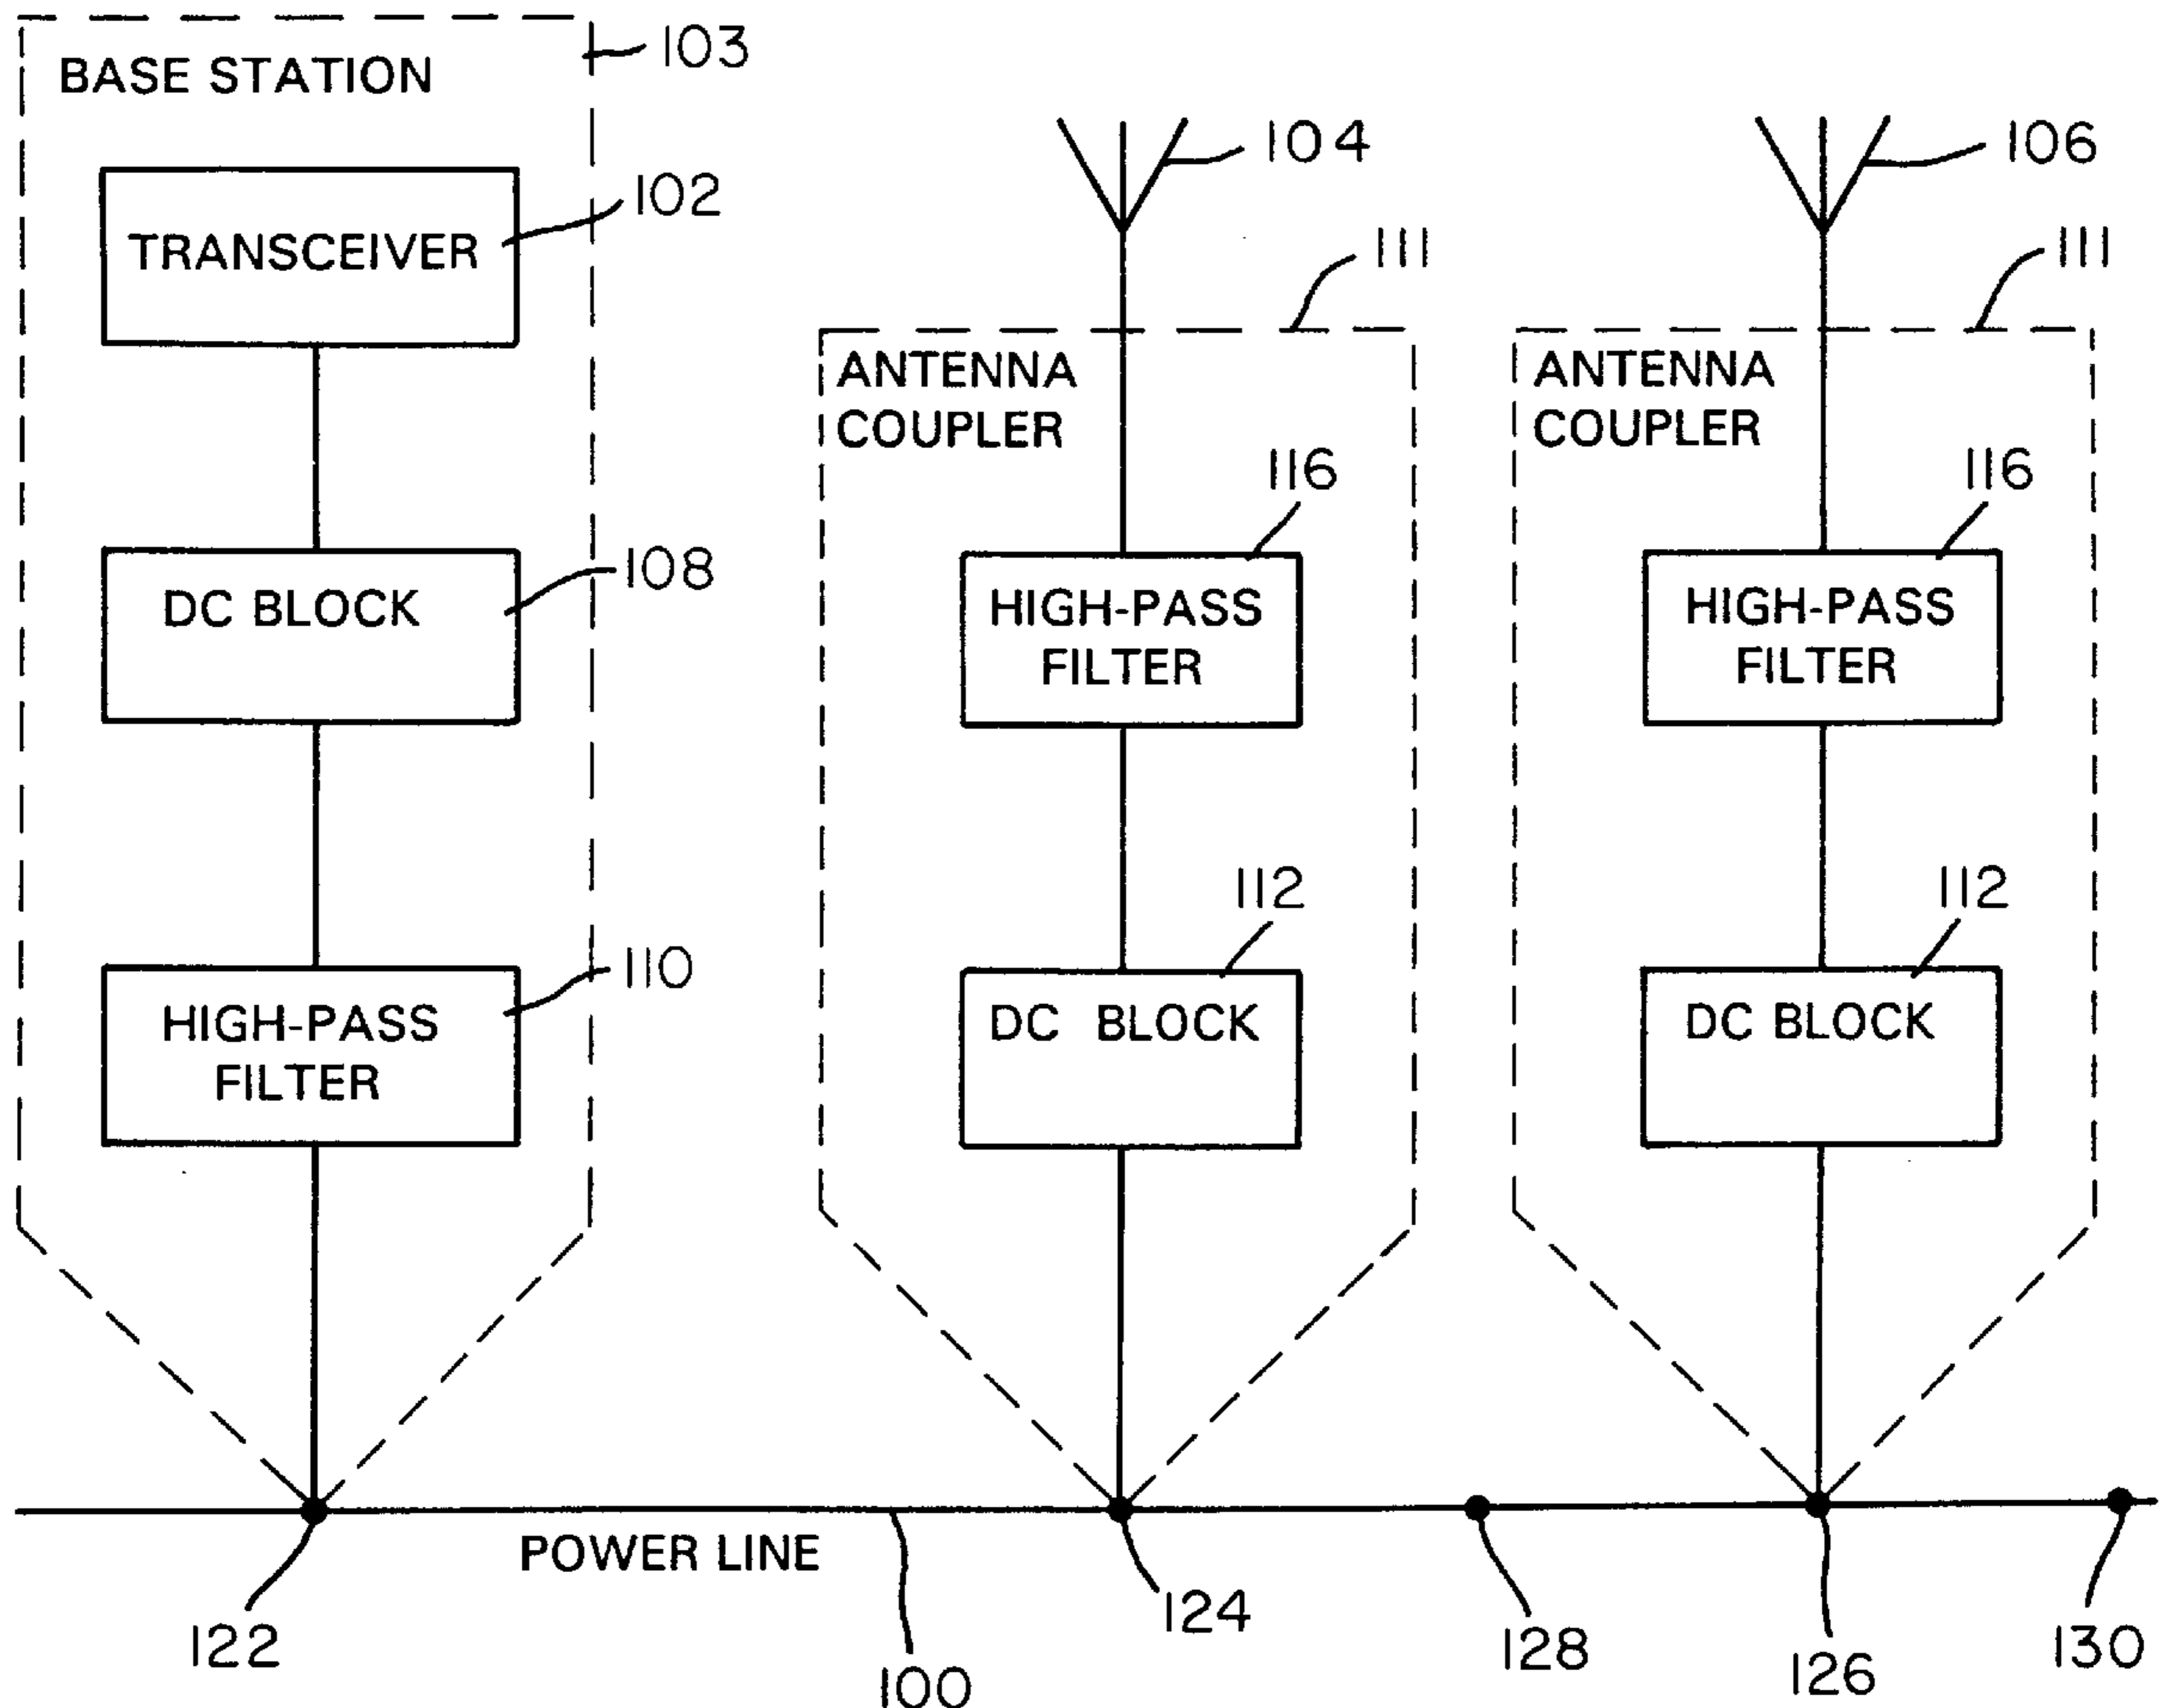 BASE STATION
103
TRANSCEIVER
102
DC BLOCK
108
HIGH-PASS
FILTER
110
104
111
ANTENNA
COUPLER
116
HIGH-PASS
FILTER
112
DC BLOCK
106
111
ANTENNA
COUPLER
116
HIGH-PASS
FILTER
112
DC BLOCK
POWER LINE
122
100
124
128
126
130